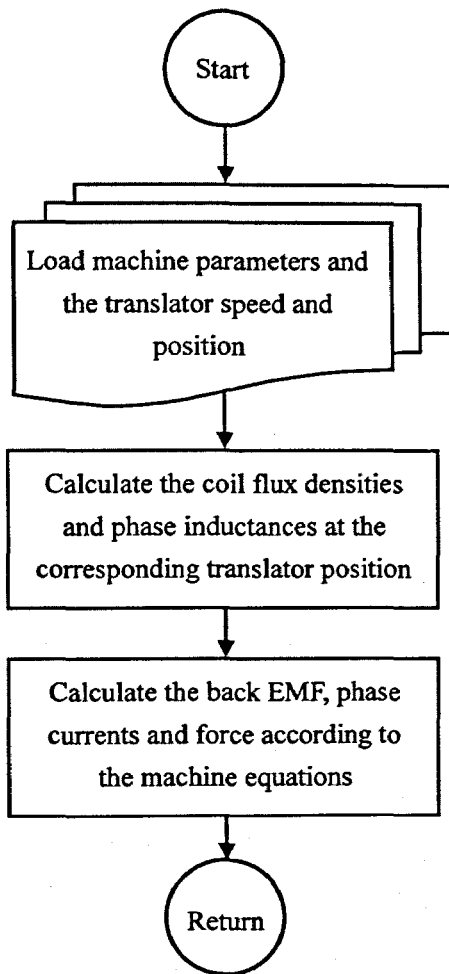 Start
Load machine parameters and
the translator speed and
position
Calculate the coil flux densities
and phase inductances at the
corresponding translator position
Calculate the back EMF, phase
currents and force according to
the machine equations
Return